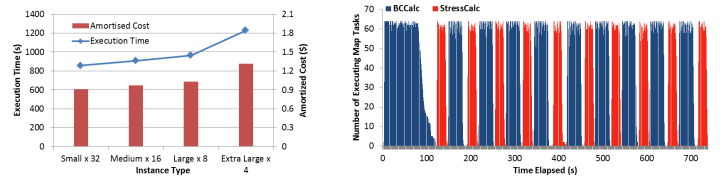 Amortised Cost
Execution Time
Execution Time (s)
1400
1200
1000
800
600
400
200
0
2.1
1.8
1.5
1.2
0.9
0.6
0.3
0
Amortized Cost ($)
Small x 32
Medium x 16
Large x 8
Extra Large x
4
Instance Type
BCCalc
StressCalc
Number of Executing Map Tasks
70
60
50
40
30
20
10
0
0
100
200
300
400
500
600
700
Time Elapsed (s)